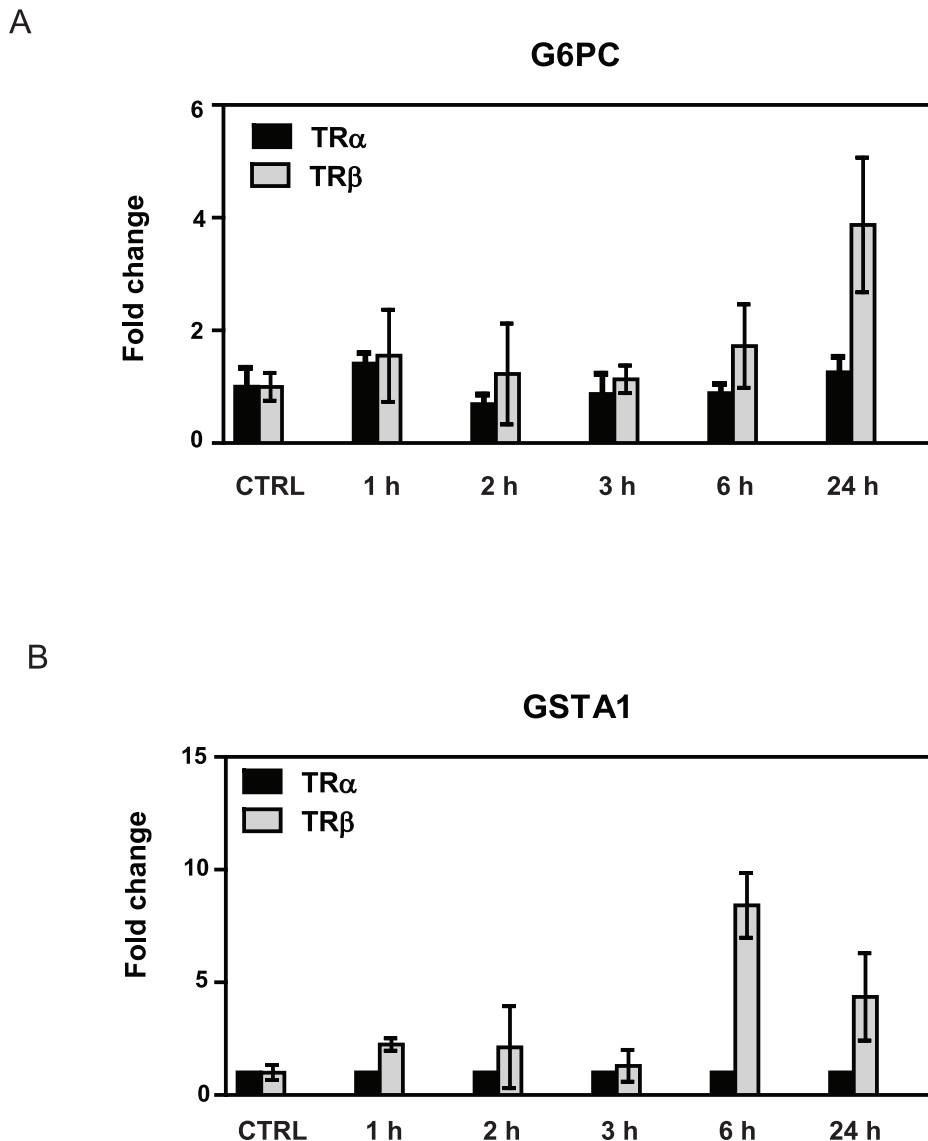 A
G6PC
6
TRα
TRβ
4
Fold change
2
0
CTRL 1 h 2 h 3 h 6 h 24 h
B
GSTA1
15
TRα
TRβ
10
Fold change
5
0
CTRL 1 h 2 h 3 h 6 h 24 h